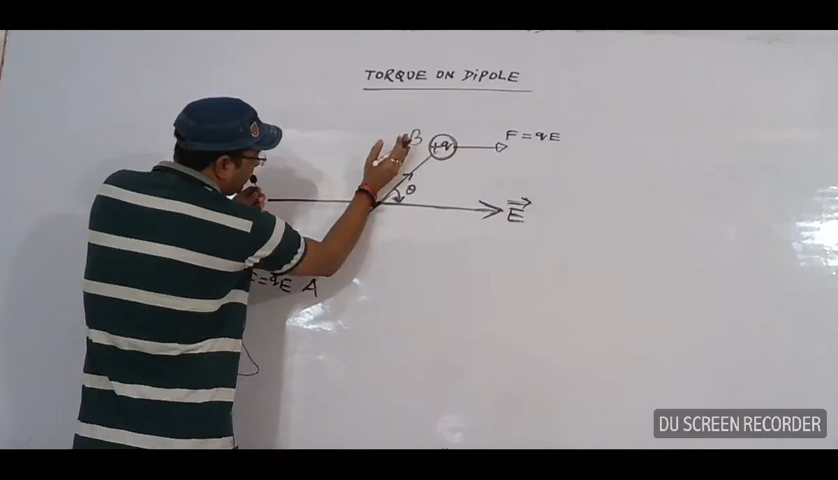 TORQUE ON DIPOLE
B +q F = qE
θ
E
F=qE A
DU SCREEN RECORDER